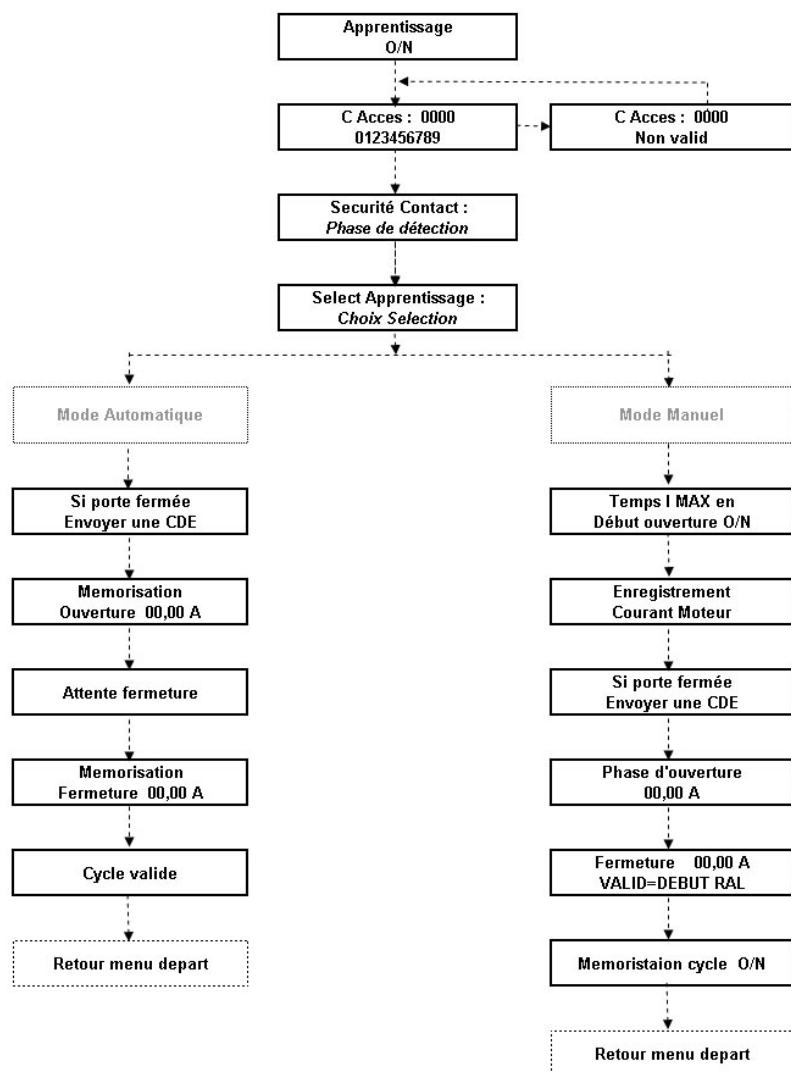 Apprentissage
O/N
C Acces : 0000
0123456789
C Acces : 0000
Non valid
Securité Contact :
Phase de détection
Select Apprentissage :
Choix Selection
Mode Automatique
Si porte fermée
Envoyer une CDE
Memorisation
Ouverture 00,00 A
Attente fermeture
Memorisation
Fermeture 00,00 A
Cycle valide
Retour menu depart
Mode Manuel
Temps I MAX en
Début ouverture O/N
Enregistrement
Courant Moteur
Si porte fermée
Envoyer une CDE
Phase d'ouverture
00,00 A
Fermeture 00,00 A
VALID=DEBUT RAL
Memoristaion cycle O/N
Retour menu depart